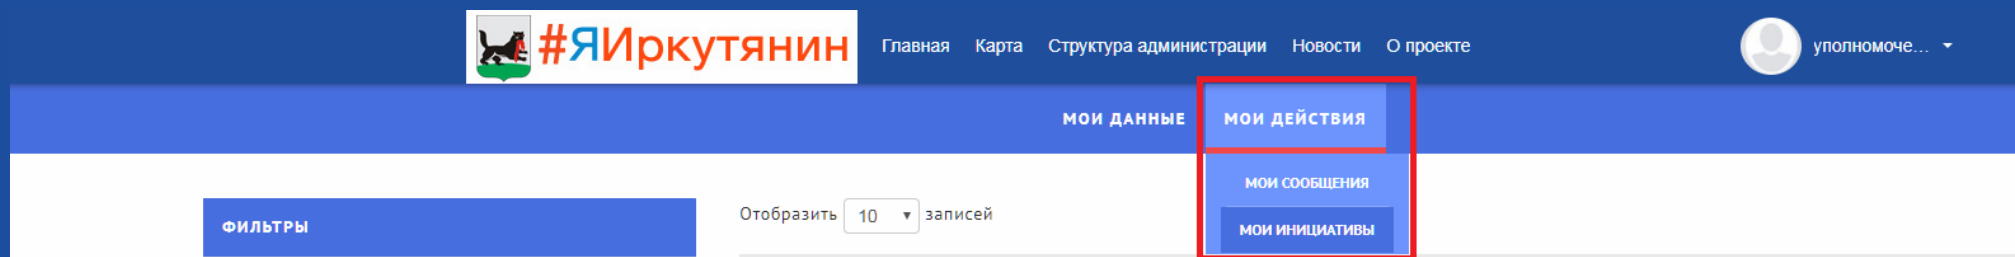 #ЯИркутянин Главная Карта Структура администрации Новости О проекте уполномоче...
МОИ ДАННЫЕ МОИ ДЕЙСТВИЯ
МОИ СООБЩЕНИЯ
ФИЛЬТРЫ Отобразить 10 записей
МОИ ИНИЦИАТИВЫ